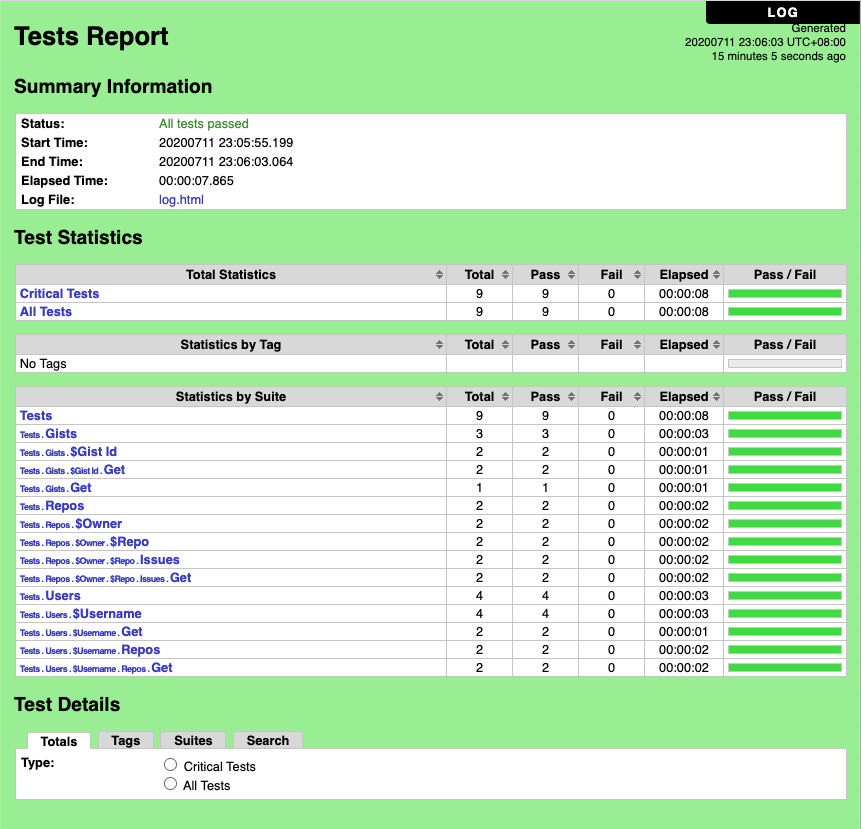 LOG
Tests Report
Generated
20200711 23:06:03 UTC+08:00
15 minutes 5 seconds ago
Summary Information
Status: All tests passed
Start Time: 20200711 23:05:55.199
End Time: 20200711 23:06:03.064
Elapsed Time: 00:00:07.865
Log File: log.html
Test Statistics
Total Statistics Total Pass Fail Elapsed Pass / Fail
Critical Tests 9 9 0 00:00:08
All Tests 9 9 0 00:00:08
Statistics by Tag Total Pass Fail Elapsed Pass / Fail
No Tags
Statistics by Suite Total Pass Fail Elapsed Pass / Fail
Tests 9 9 0 00:00:08
Tests . Gists 3 3 0 00:00:03
Tests . Gists . $Gist Id 2 2 0 00:00:01
Tests . Gists . $Gist Id . Get 2 2 0 00:00:01
Tests . Gists . Get 1 1 0 00:00:01
Tests . Repos 2 2 0 00:00:02
Tests . Repos . $Owner 2 2 0 00:00:02
Tests . Repos . $Owner . $Repo 2 2 0 00:00:02
Tests . Repos . $Owner . $Repo . Issues 2 2 0 00:00:02
Tests . Repos . $Owner . $Repo . Issues . Get 2 2 0 00:00:02
Tests . Users 4 4 0 00:00:03
Tests . Users . $Username 4 4 0 00:00:03
Tests . Users . $Username . Get 2 2 0 00:00:01
Tests . Users . $Username . Repos 2 2 0 00:00:02
Tests . Users . $Username . Repos . Get 2 2 0 00:00:02
Test Details
Totals Tags Suites Search
Type: Critical Tests
All Tests